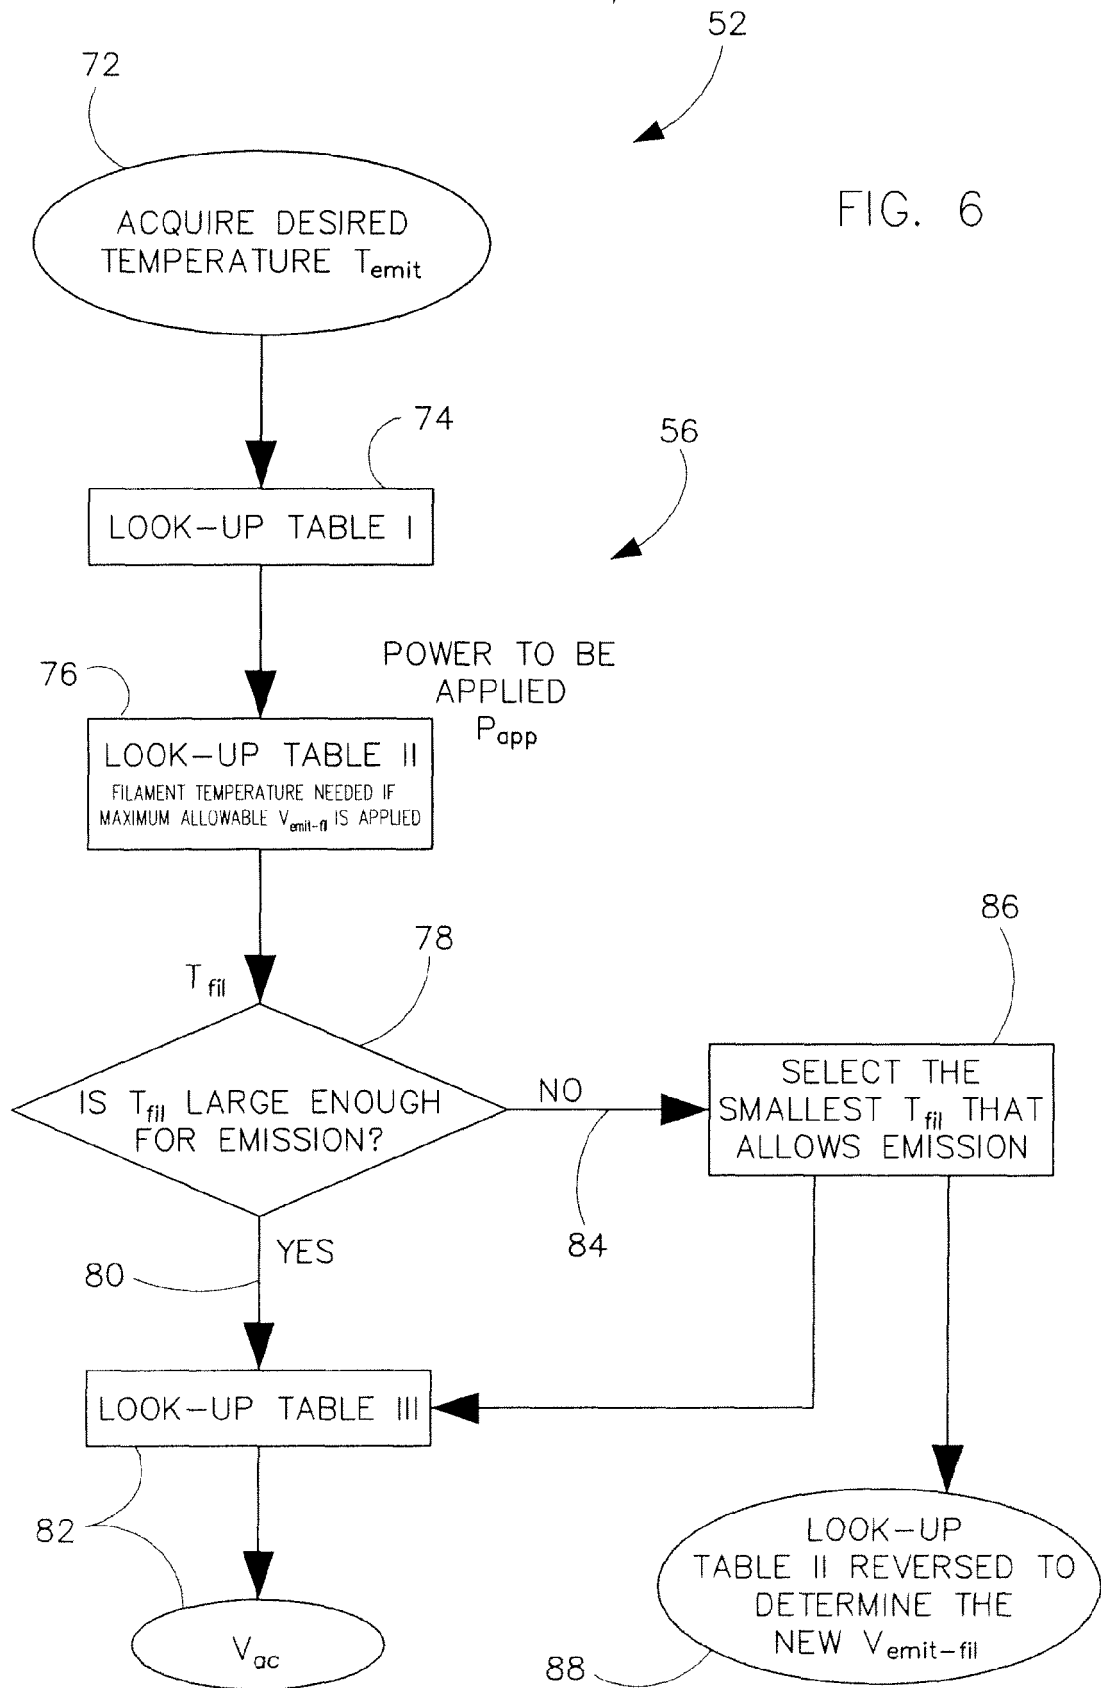 52
72
FIG. 6
ACQUIRE DESIRED
TEMPERATURE Temit
74
56
LOOK-UP TABLE I
POWER TO BE
APPLIED
Papp
76
LOOK-UP TABLE II
FILAMENT TEMPERATURE NEEDED IF
MAXIMUM ALLOWABLE Vemit-fil IS APPLIED
86
78
Tfil
IS Tfil LARGE ENOUGH
FOR EMISSION?
NO
84
SELECT THE
SMALLEST Tfil THAT
ALLOWS EMISSION
YES
80
LOOK-UP TABLE III
82
Vac
LOOK-UP
TABLE II REVERSED TO
DETERMINE THE
NEW Vemit-fil
88